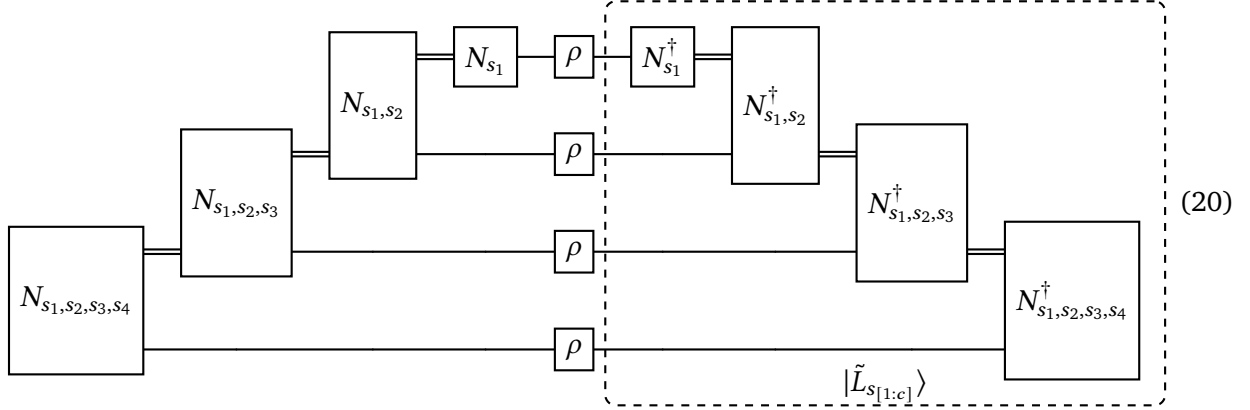 N_{s_1} ρ N_{s_1}^†
N_{s_1,s_2} ρ N_{s_1,s_2}^†
N_{s_1,s_2,s_3} ρ N_{s_1,s_2,s_3}^† (20)
N_{s_1,s_2,s_3,s_4} ρ N_{s_1,s_2,s_3,s_4}^†
|\tilde{L}_{s_{[1:c]}}⟩